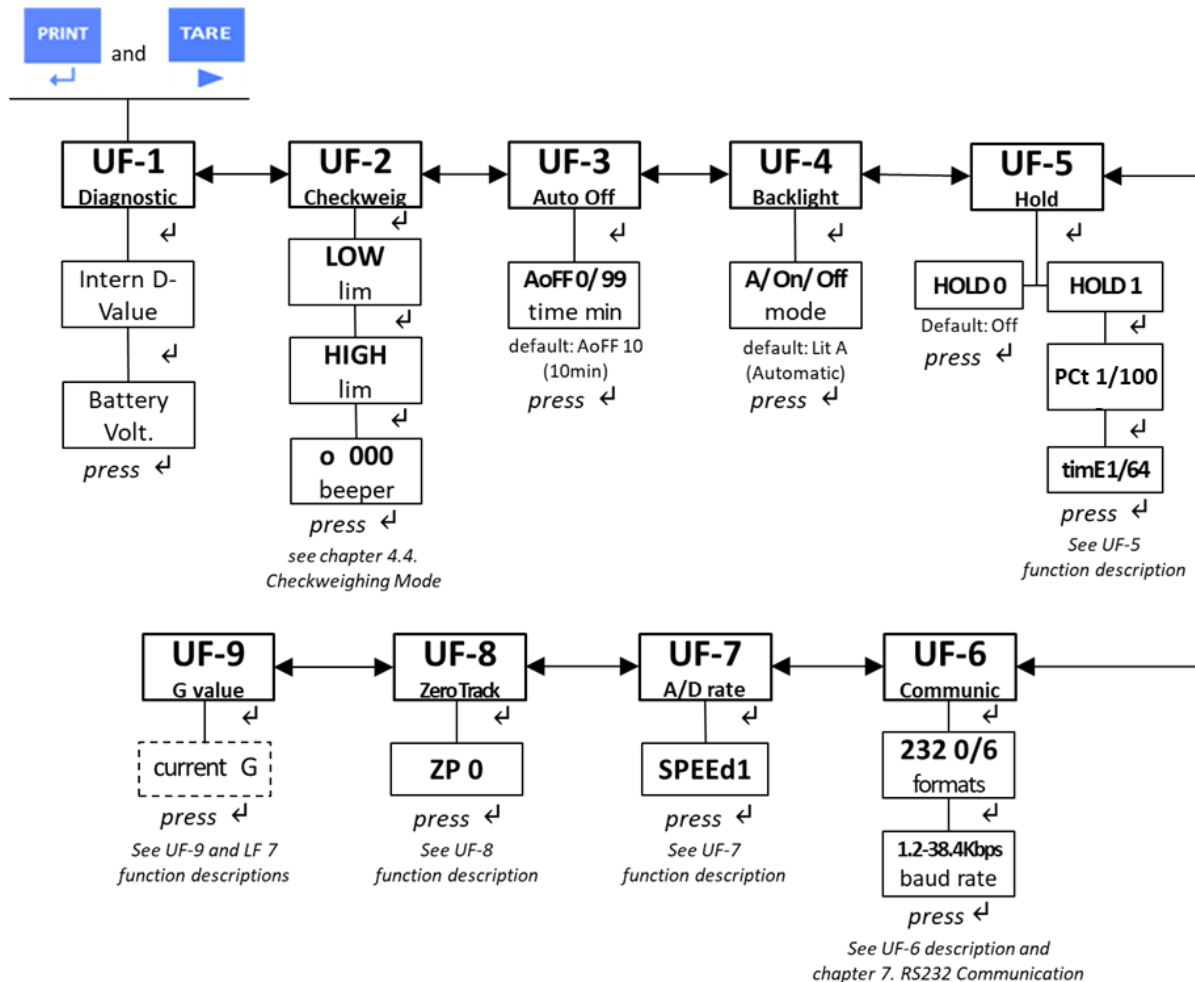 PRINT
and
TARE
UF-1
Diagnostic
↵
Intern D-
Value
↵
Battery
Volt.
press ↵
UF-2
Checkweig
↵
LOW
lim
↵
HIGH
lim
↵
o 000
beeper
press ↵
see chapter 4.4.
Checkweighing Mode
UF-3
Auto Off
↵
AoFF 0/ 99
time min
default: AoFF 10
(10min)
press ↵
UF-4
Backlight
↵
A/ On/ Off
mode
default: Lit A
(Automatic)
press ↵
UF-5
Hold
↵
HOLD 0
Default: Off
press ↵
HOLD 1
↵
PCt 1/100
↵
timE1/64
press ↵
See UF-5
function description
UF-9
G value
↵
current G
press ↵
See UF-9 and LF 7
function descriptions
UF-8
Zero Track
↵
ZP 0
press ↵
See UF-8
function description
UF-7
A/D rate
↵
SPEEd1
press ↵
See UF-7
function description
UF-6
Communic
↵
232 0/6
formats
↵
1.2-38.4Kbps
baud rate
press ↵
See UF-6 description and
chapter 7. RS232 Communication